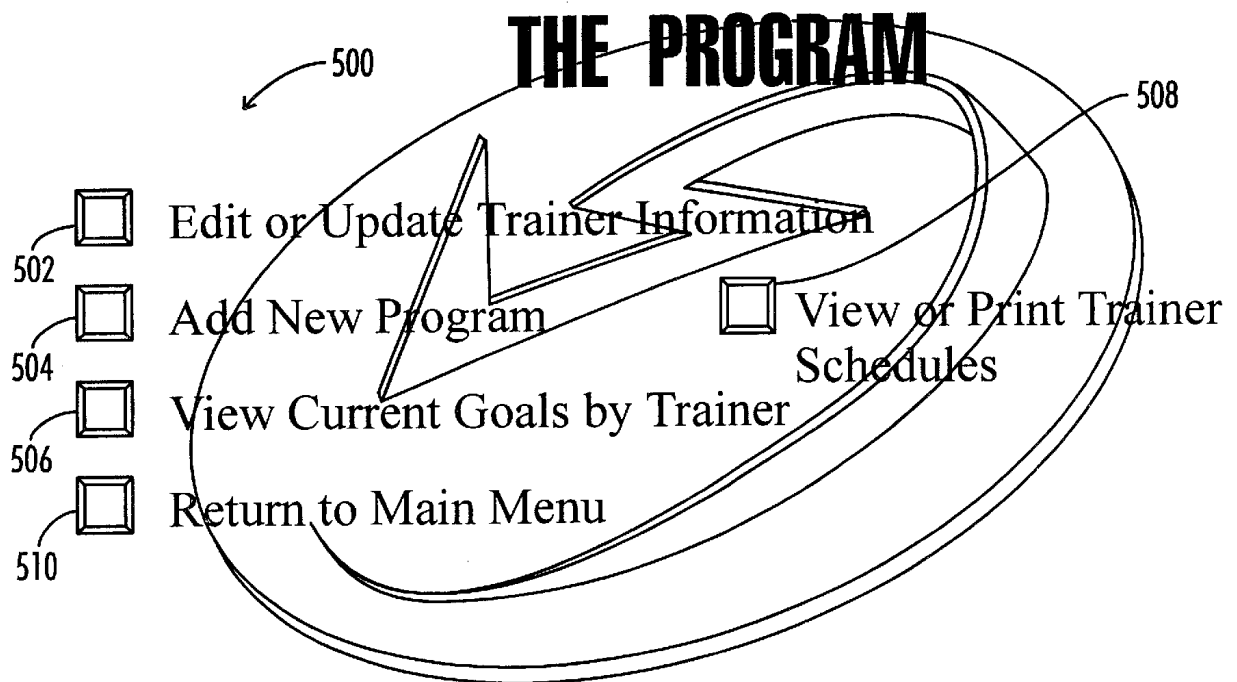 THE PROGRAM
500
508
Edit or Update Trainer Information
502
Add New Program
View or Print Trainer
Schedules
504
View Current Goals by Trainer
506
Return to Main Menu
510